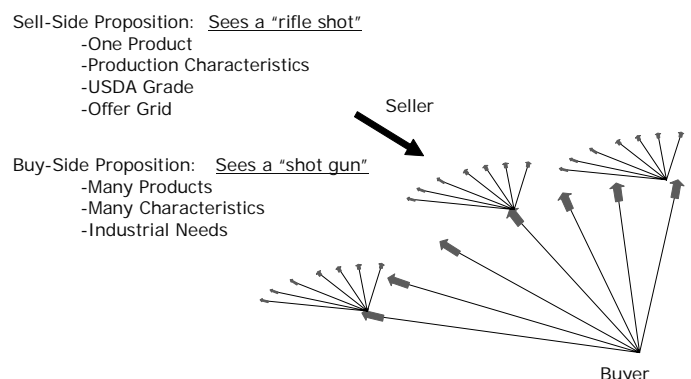 Sell-Side Proposition: Sees a "rifle shot"
-One Product
-Production Characteristics
-USDA Grade
-Offer Grid
Seller
Buy-Side Proposition: Sees a "shot gun"
-Many Products
-Many Characteristics
-Industrial Needs
Buyer